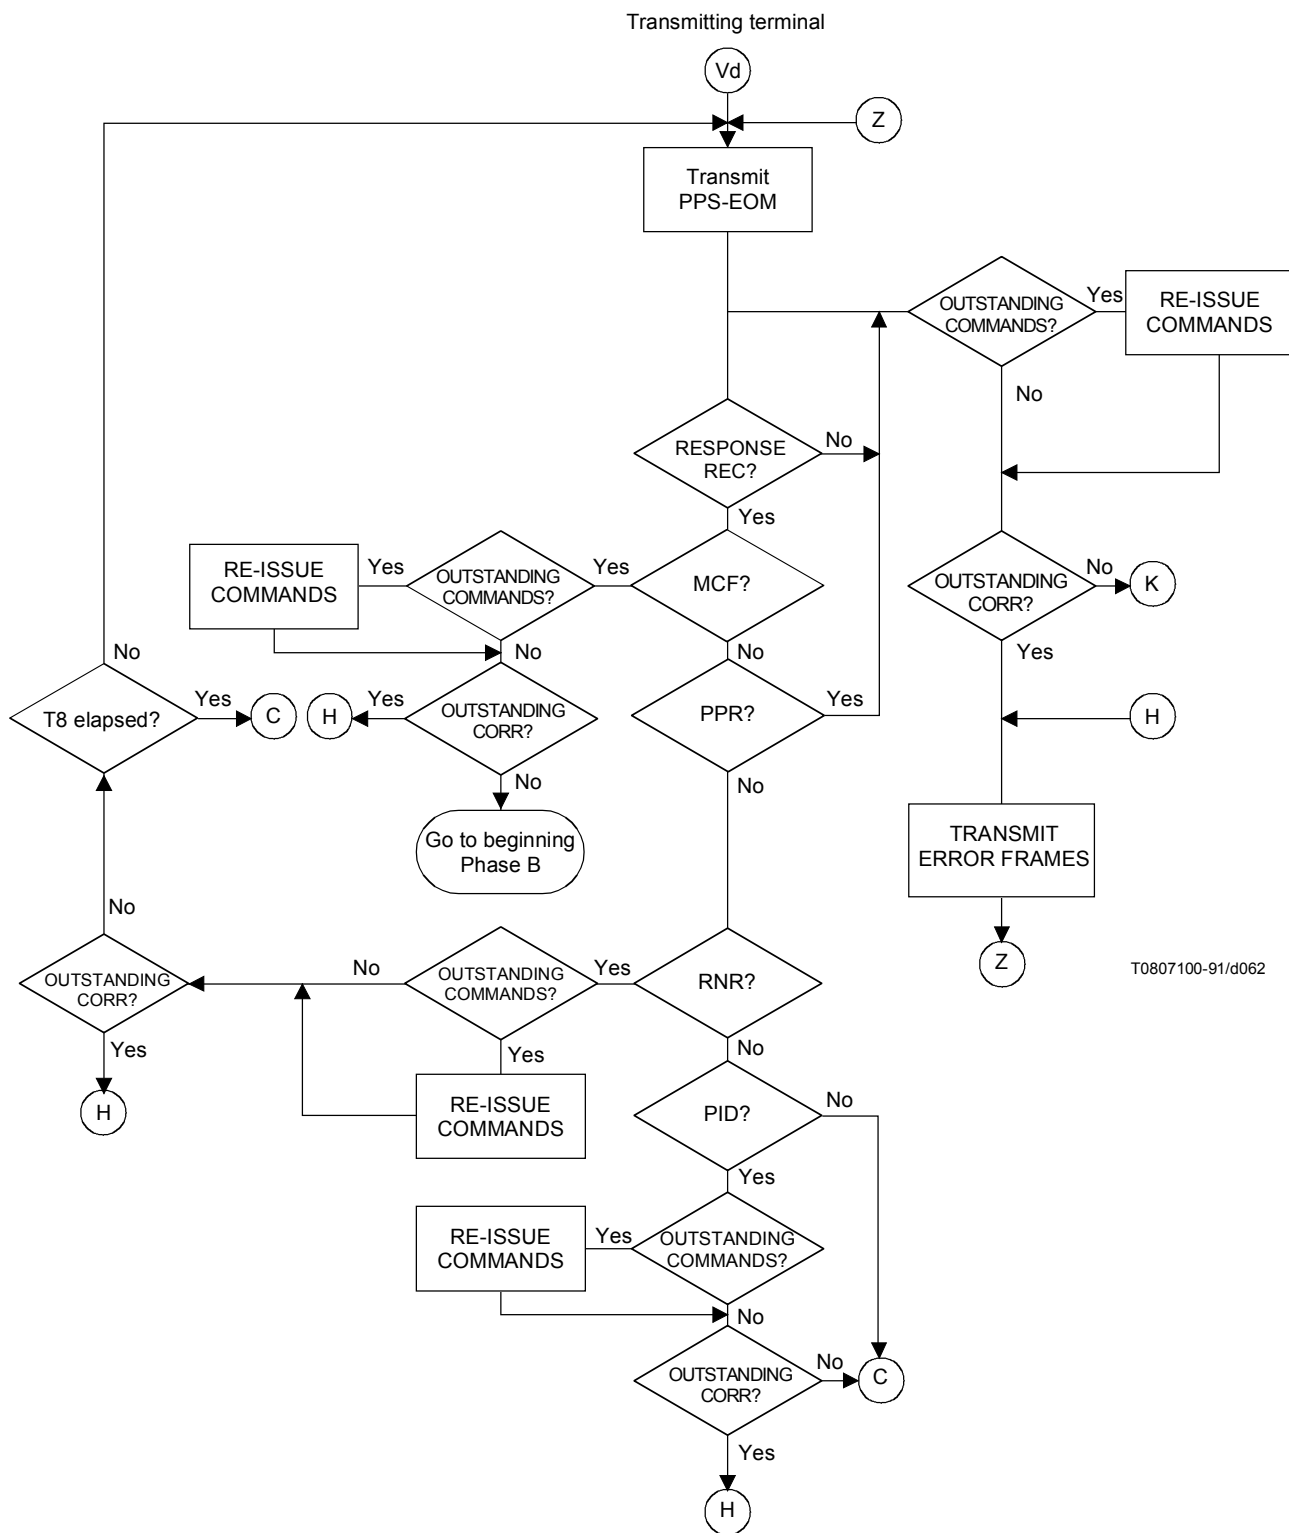 Transmitting terminal
Vd
Z
Transmit
PPS-EOM
OUTSTANDING
COMMANDS?
Yes
RE-ISSUE
COMMANDS
No
RESPONSE
REC?
No
Yes
RE-ISSUE
COMMANDS
Yes
OUTSTANDING
COMMANDS?
Yes
MCF?
OUTSTANDING
CORR?
No
K
Yes
No
No
No
T8 elapsed?
Yes
C
H
Yes
OUTSTANDING
CORR?
PPR?
Yes
H
No
No
Go to beginning
Phase B
TRANSMIT
ERROR FRAMES
No
OUTSTANDING
CORR?
No
OUTSTANDING
COMMANDS?
Yes
RNR?
Z
T0807100-91/d062
Yes
Yes
No
H
RE-ISSUE
COMMANDS
PID?
No
Yes
RE-ISSUE
COMMANDS
Yes
OUTSTANDING
COMMANDS?
No
OUTSTANDING
CORR?
No
C
Yes
H